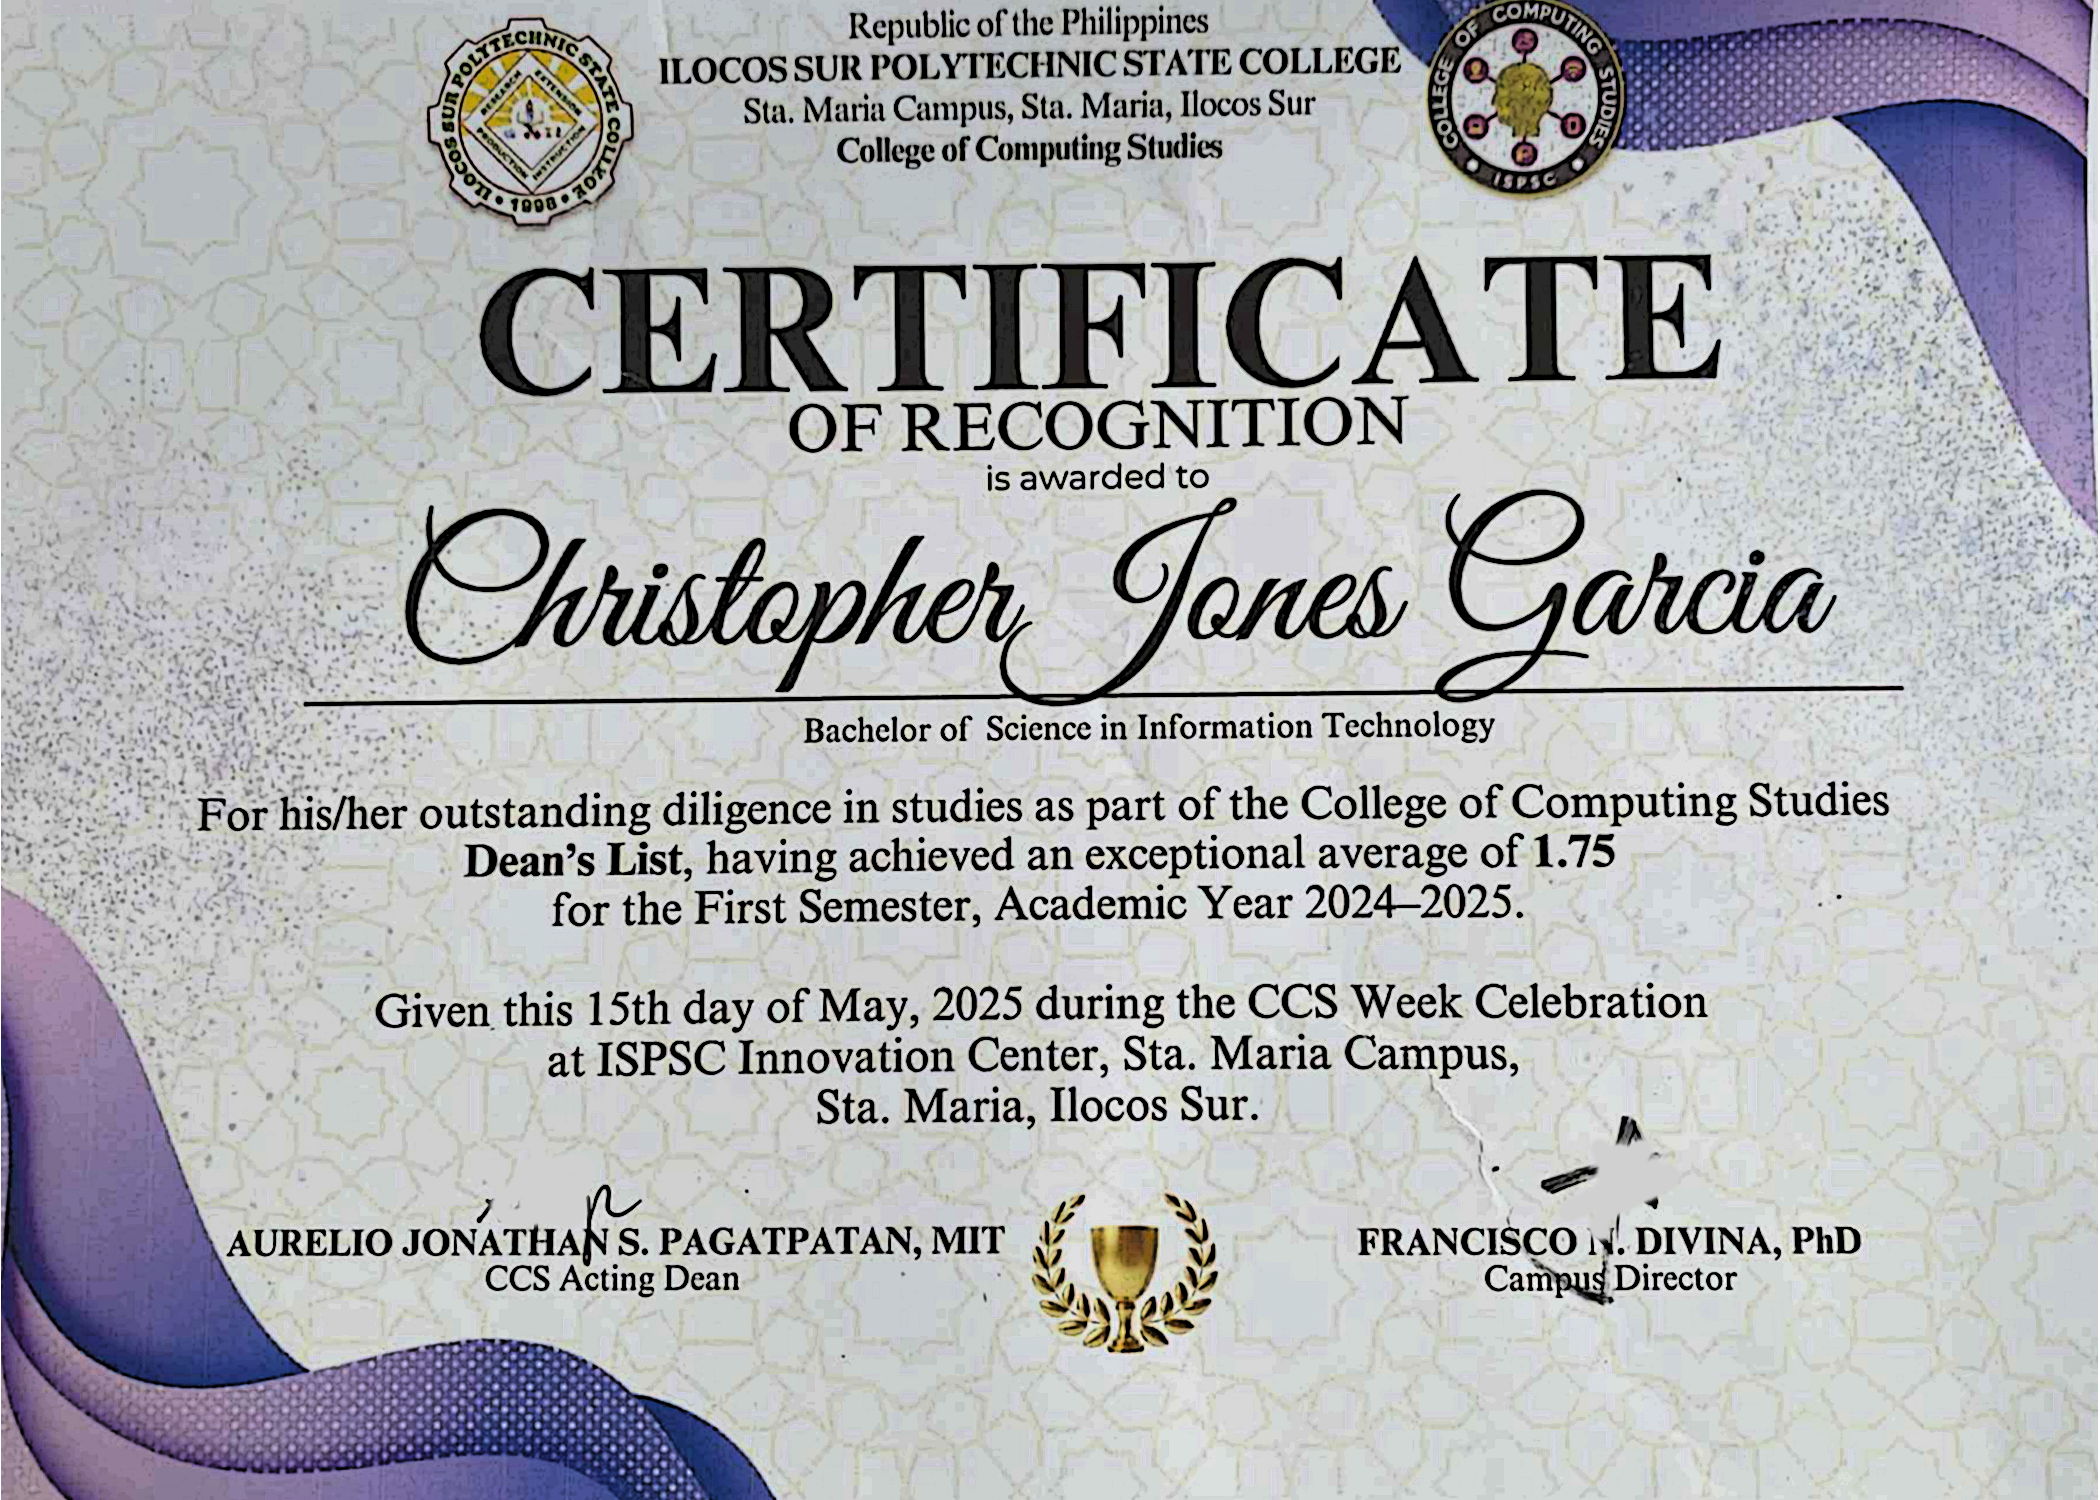 ILOCOS SUR POLYTECHNIC STATE COLLEGE
RESEARCH
EXTENSION
PRODUCTION
INSTRUCTION
1998
Republic of the Philippines
ILOCOS SUR POLYTECHNIC STATE COLLEGE
Sta. Maria Campus, Sta. Maria, Ilocos Sur
College of Computing Studies
COLLEGE OF COMPUTING STUDIES
ISPSC
CERTIFICATE
OF RECOGNITION
is awarded to
Christopher Jones Garcia
Bachelor of Science in Information Technology
For his/her outstanding diligence in studies as part of the College of Computing Studies
Dean's List, having achieved an exceptional average of 1.75
for the First Semester, Academic Year 2024–2025.
Given this 15th day of May, 2025 during the CCS Week Celebration
at ISPSC Innovation Center, Sta. Maria Campus,
Sta. Maria, Ilocos Sur.
AURELIO JONATHAN S. PAGATPATAN, MIT
CCS Acting Dean
FRANCISCO N. DIVINA, PhD
Campus Director